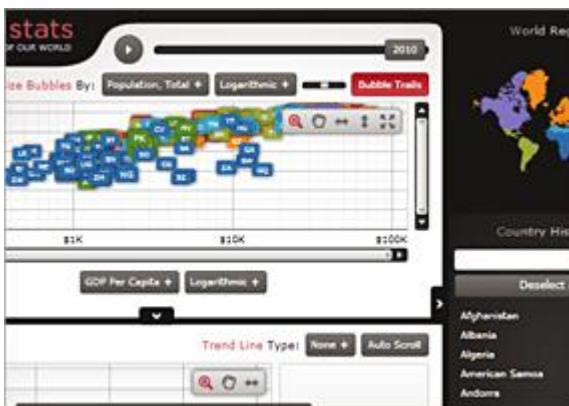 stats
OF OUR WORLD
2010
World Reg
Size Bubbles By: Population, Total + Logarithmic + Bubble Trails
$1K $10K $100K
GDP Per Capita + Logarithmic +
Country His
Deselect
Afghanistan
Albania
Algeria
American Samoa
Andorra
Trend Line Type: None + Auto Scroll